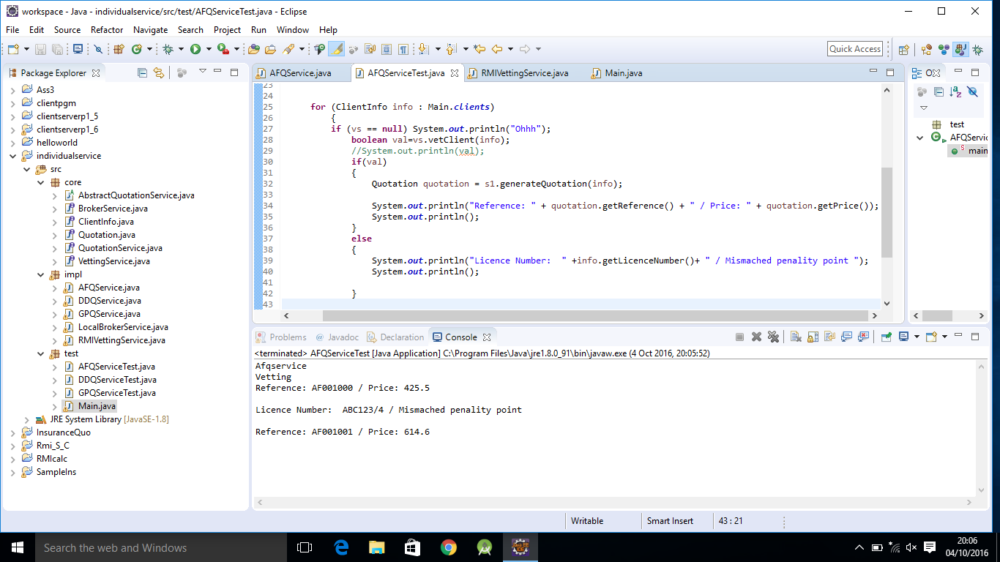 workspace - Java - individualservice/src/test/AFQServiceTest.java - Eclipse
File Edit Source Refactor Navigate Search Project Run Window Help
Quick Access
Package Explorer
Ass3
clientpgm
clientserverp1_5
clientserverp1_6
helloworld
individualservice
src
core
AbstractQuotationService.java
BrokerService.java
ClientInfo.java
Quotation.java
QuotationService.java
VettingService.java
impl
AFQService.java
DDQService.java
GPQService.java
LocalBrokerService.java
RMIVettingService.java
test
AFQServiceTest.java
DDQServiceTest.java
GPQServiceTest.java
Main.java
JRE System Library [JavaSE-1.8]
InsuranceQuo
Rmi_S_C
RMIcalc
SampleIns
AFQService.java AFQServiceTest.java RMIVettingService.java Main.java
23
24
25 for (ClientInfo info : Main.clients)
26 {
27 if (vs == null) System.out.println("Ohhh");
28 boolean val=vs.vetClient(info);
29 //System.out.println(val);
30 if(val)
31 {
32 Quotation quotation = s1.generateQuotation(info);
33
34 System.out.println("Reference: " + quotation.getReference() + " / Price: " + quotation.getPrice());
35 System.out.println();
36 }
37 else
38 {
39 System.out.println("Licence Number:  " +info.getLicenceNumber()+ " / Mismached penality point ");
40 System.out.println();
41
42 }
43
O
test
AFQServic
S main
Problems @ Javadoc Declaration Console
<terminated> AFQServiceTest [Java Application] C:\Program Files\Java\jre1.8.0_91\bin\javaw.exe (4 Oct 2016, 20:05:52)
Afqservice
Vetting
Reference: AF001000 / Price: 425.5
Licence Number:  ABC123/4 / Mismached penality point
Reference: AF001001 / Price: 614.6
Writable Smart Insert 43 : 21
Search the web and Windows
20:06
04/10/2016